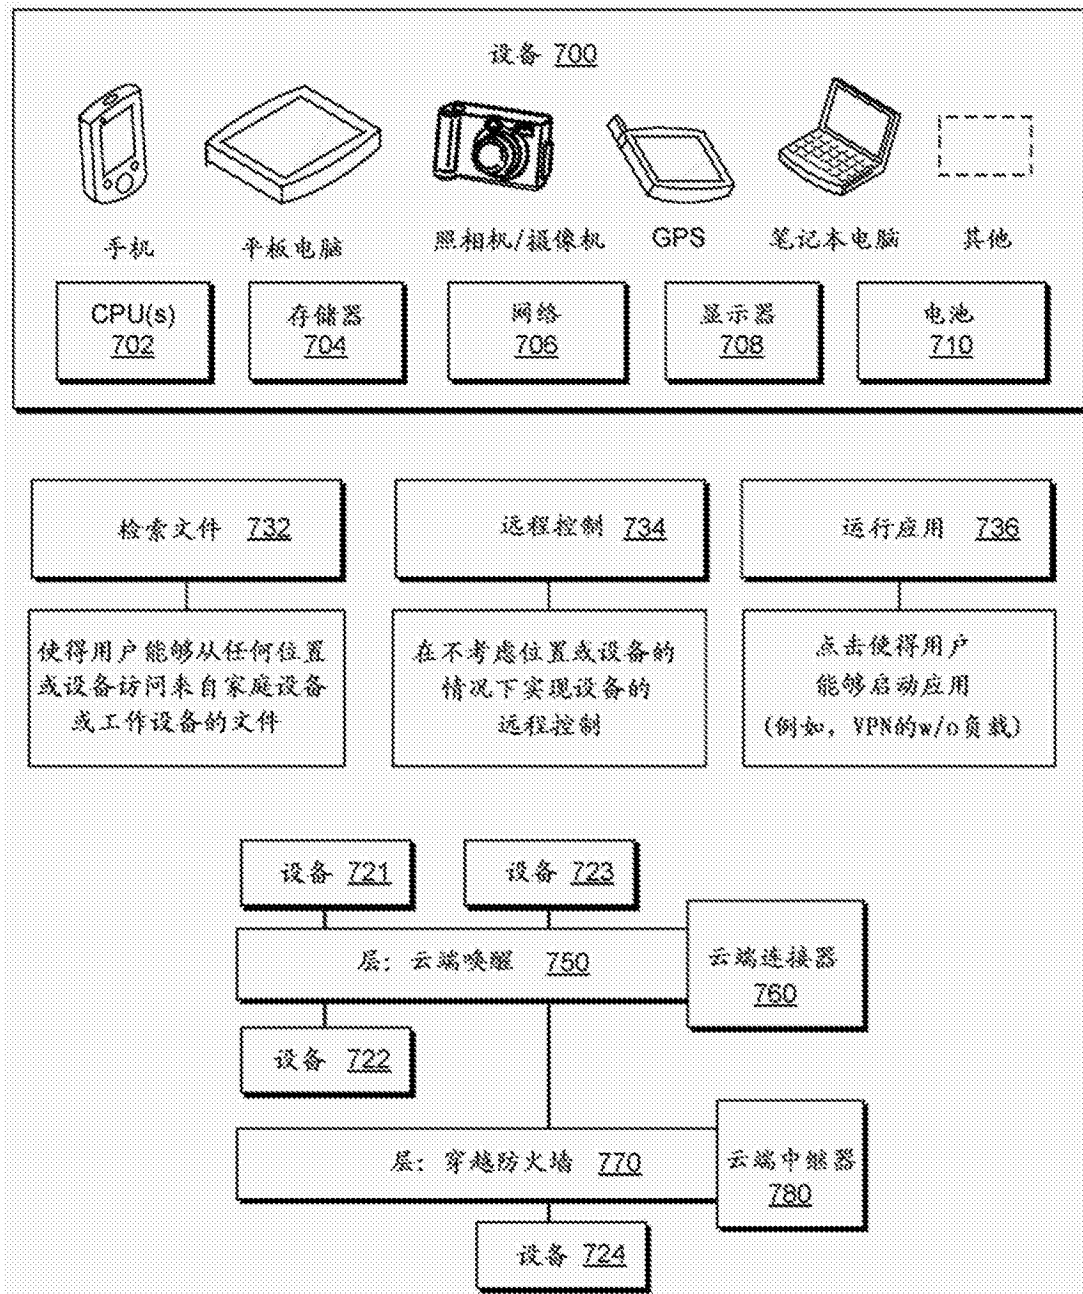 设备 700
手机
平板电脑
照相机/摄像机
GPS
笔记本电脑
其他
CPU(s)
702
存储器
704
网络
706
显示器
708
电池
710
检索文件 732
远程控制 734
运行应用 736
使得用户能够从任何位置
或设备访问来自家庭设备
或工作设备的文件
在不考虑位置或设备的
情况下实现设备的
远程控制
点击使得用户
能够启动应用
(例如，VPN的w/o负载)
设备 721
设备 723
层：云端唤醒 750
云端连接器
760
设备 722
层：穿越防火墙 770
云端中继器
780
设备 724